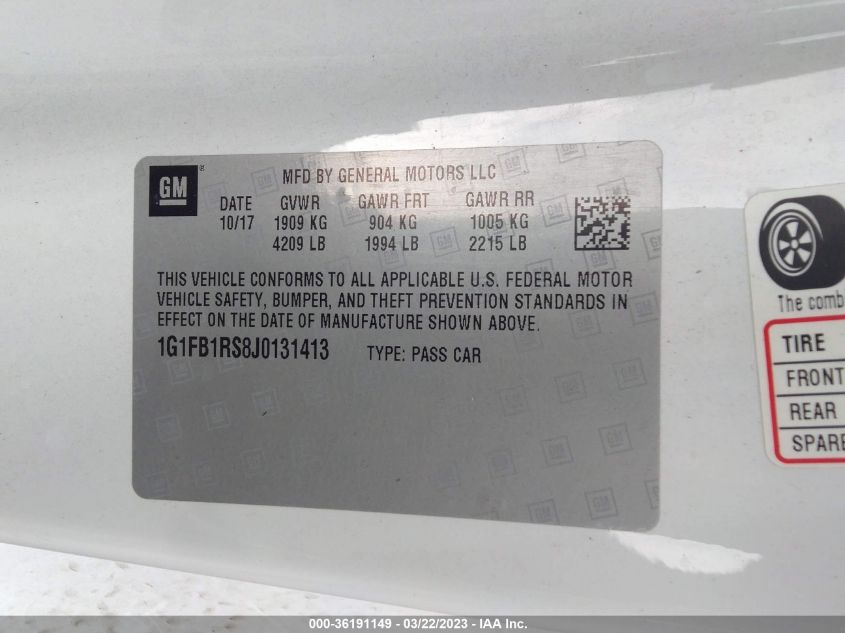 GM ®
MFD BY GENERAL MOTORS LLC
DATE GVWR GAWR FRT GAWR RR
10/17 1909 KG 904 KG 1005 KG
4209 LB 1994 LB 2215 LB
THIS VEHICLE CONFORMS TO ALL APPLICABLE U.S. FEDERAL MOTOR
VEHICLE SAFETY, BUMPER, AND THEFT PREVENTION STANDARDS IN
EFFECT ON THE DATE OF MANUFACTURE SHOWN ABOVE.
1G1FB1RS8J0131413 TYPE: PASS CAR
The comb
TIRE
FRONT
REAR
SPARE
000-36191149 - 03/22/2023 - IAA Inc.